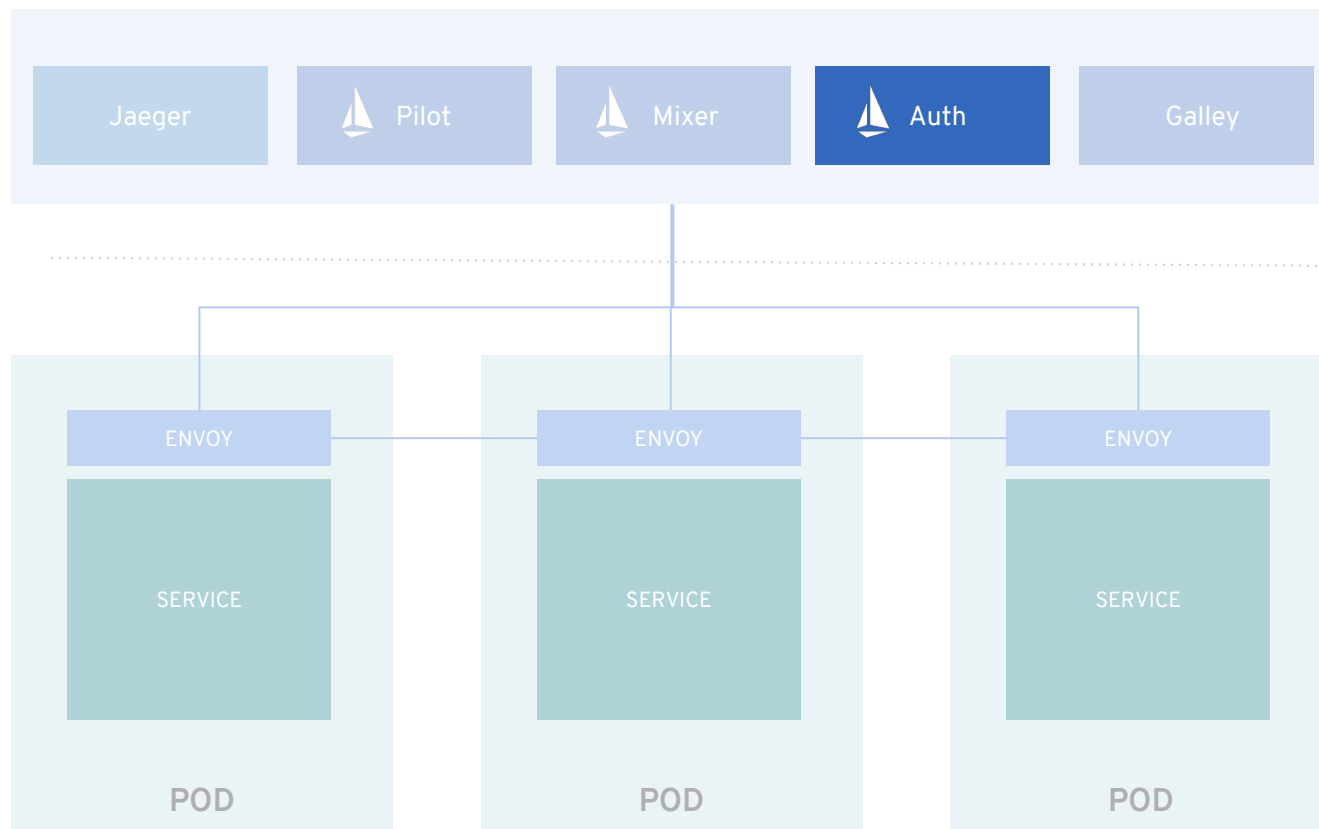 Jaeger
Pilot
Mixer
Auth
Galley
ENVOY
ENVOY
ENVOY
SERVICE
SERVICE
SERVICE
POD
POD
POD